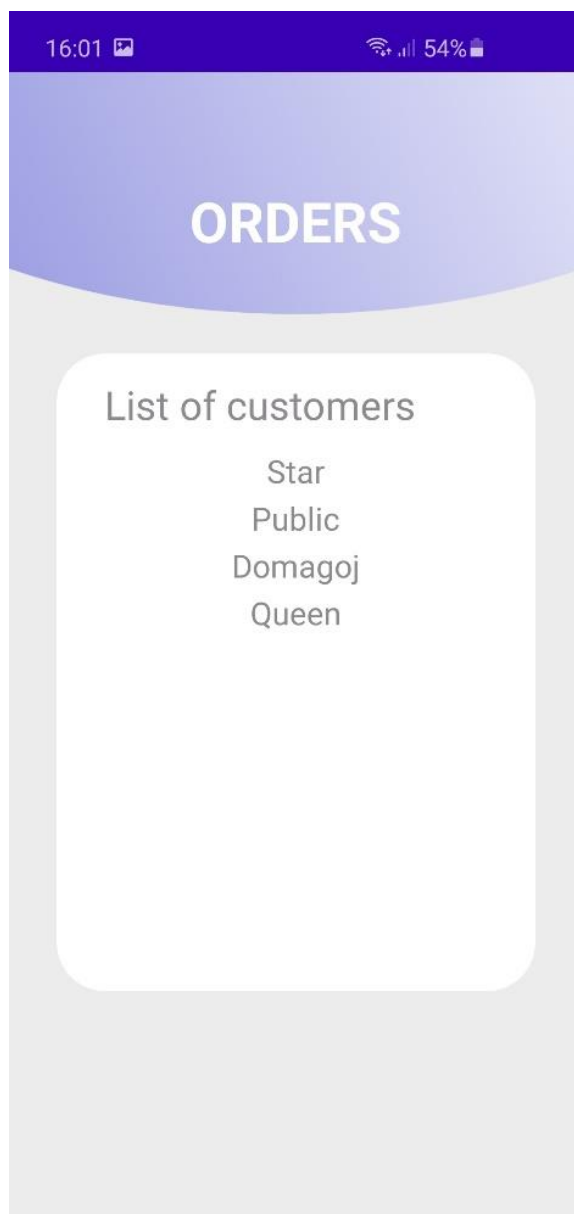 16:01 54%
ORDERS
List of customers
Star
Public
Domagoj
Queen